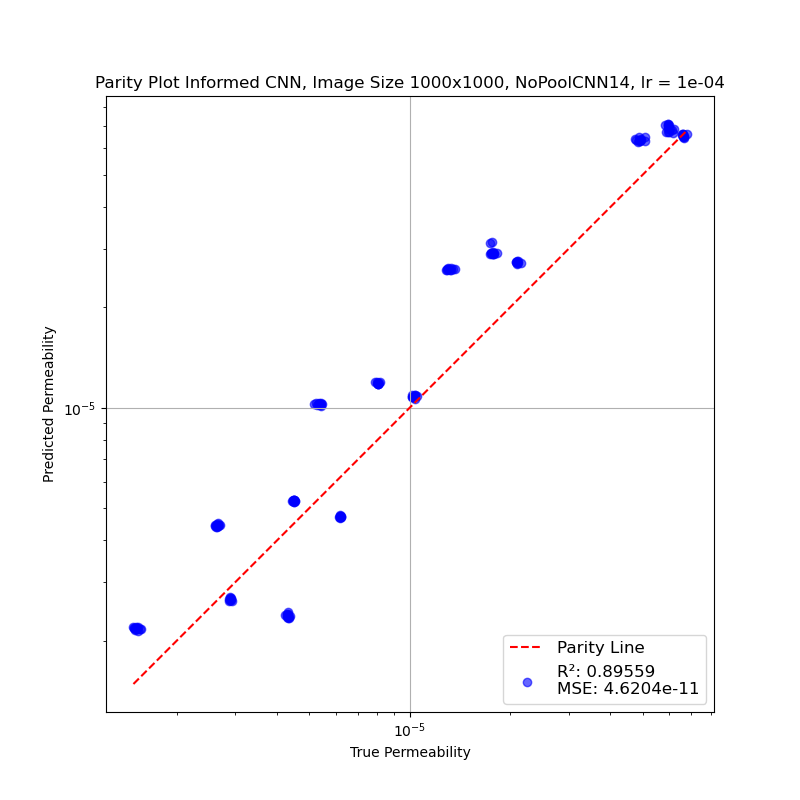 Parity Plot Informed CNN, Image Size 1000x1000, NoPoolCNN14, lr = 1e-04
Predicted Permeability
10⁻⁵
Parity Line
R²: 0.89559
MSE: 4.6204e-11
10⁻⁵
True Permeability